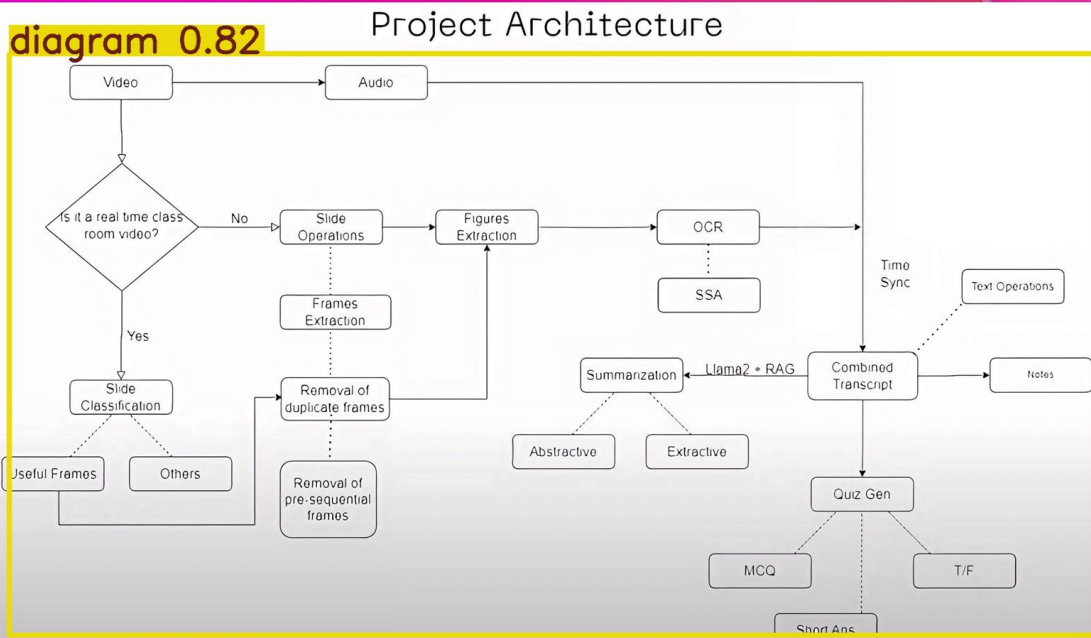 Project Architecture
diagram 0.82
Video
Audio
Is it a real time class
room video?
No
Slide
Operations
Figures
Extraction
OCR
Time
Sync
SSA
Text Operations
Frames
Extraction
Yes
Slide
Classification
Removal of
duplicate frames
Summarization
Llama2 + RAG
Combined
Transcript
Notes
Useful Frames
Others
Abstractive
Extractive
Removal of
pre-sequential
frames
Quiz Gen
MCQ
T/F
Short Ans